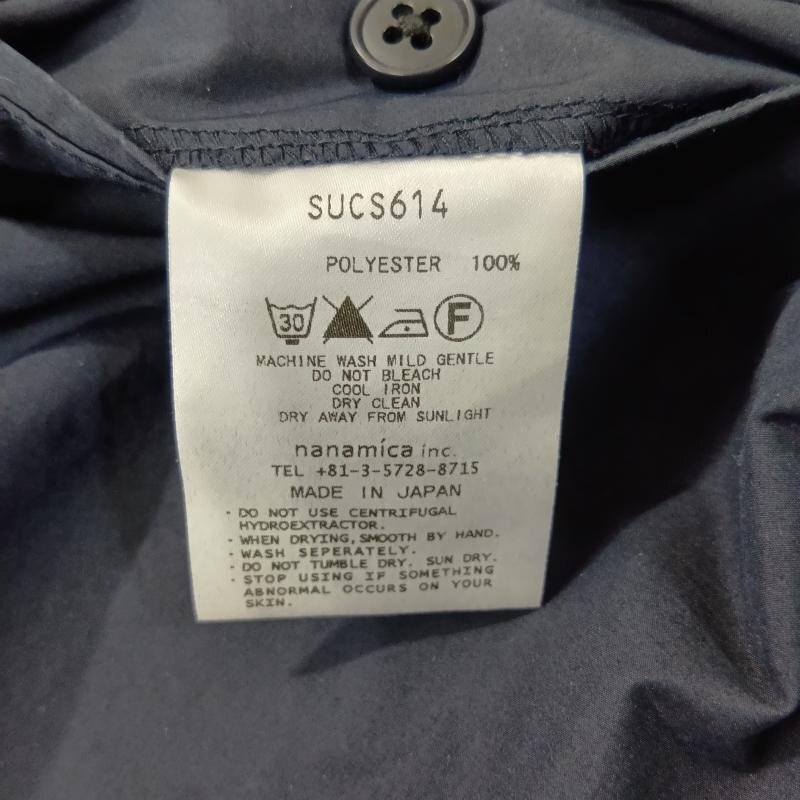 SUCS614
POLYESTER 100%
30 F
MACHINE WASH MILD GENTLE
DO NOT BLEACH
COOL IRON
DRY CLEAN
DRY AWAY FROM SUNLIGHT
nanamíca inc.
TEL +81-3-5728-8715
MADE IN JAPAN
・DO NOT USE CENTRIFUGAL
HYDROEXTRACTOR.
・WHEN DRYING,SMOOTH BY HAND.
・WASH SEPERATELY.
・DO NOT TUMBLE DRY. SUN DRY.
・STOP USING IF SOMETHING
ABNORMAL OCCURS ON YOUR
SKIN.